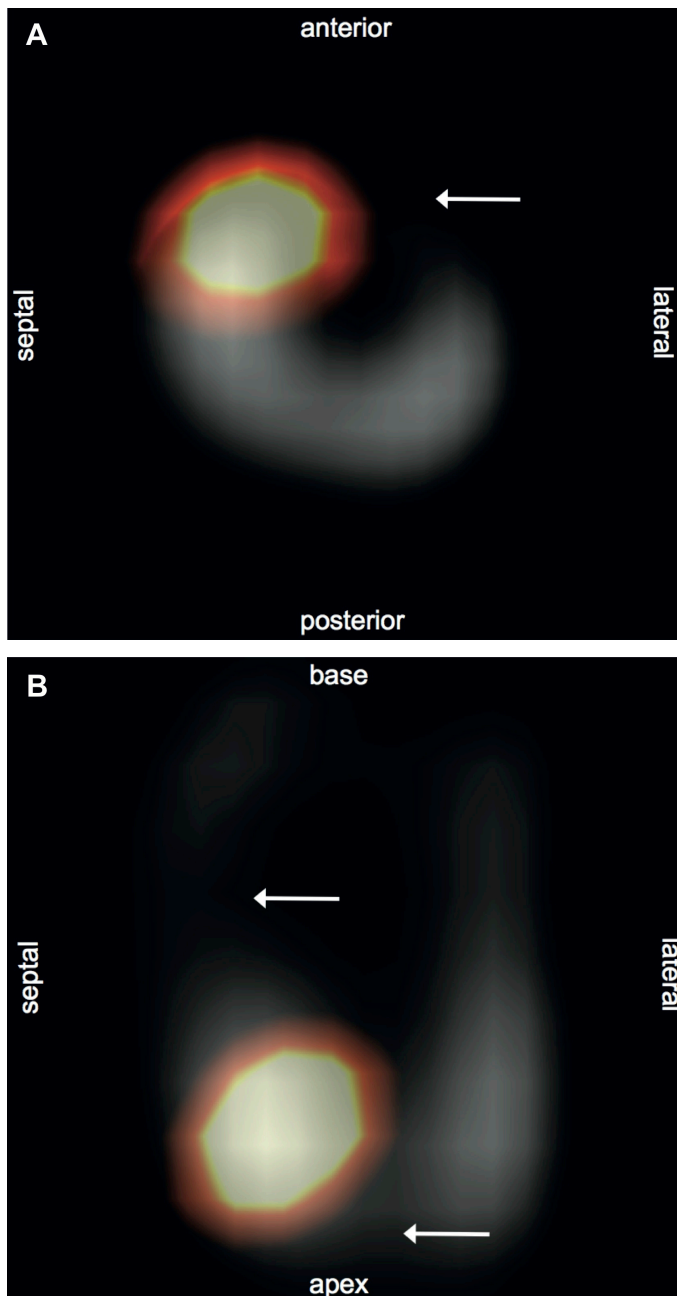 A
anterior
septal
lateral
posterior
B
base
septal
lateral
apex